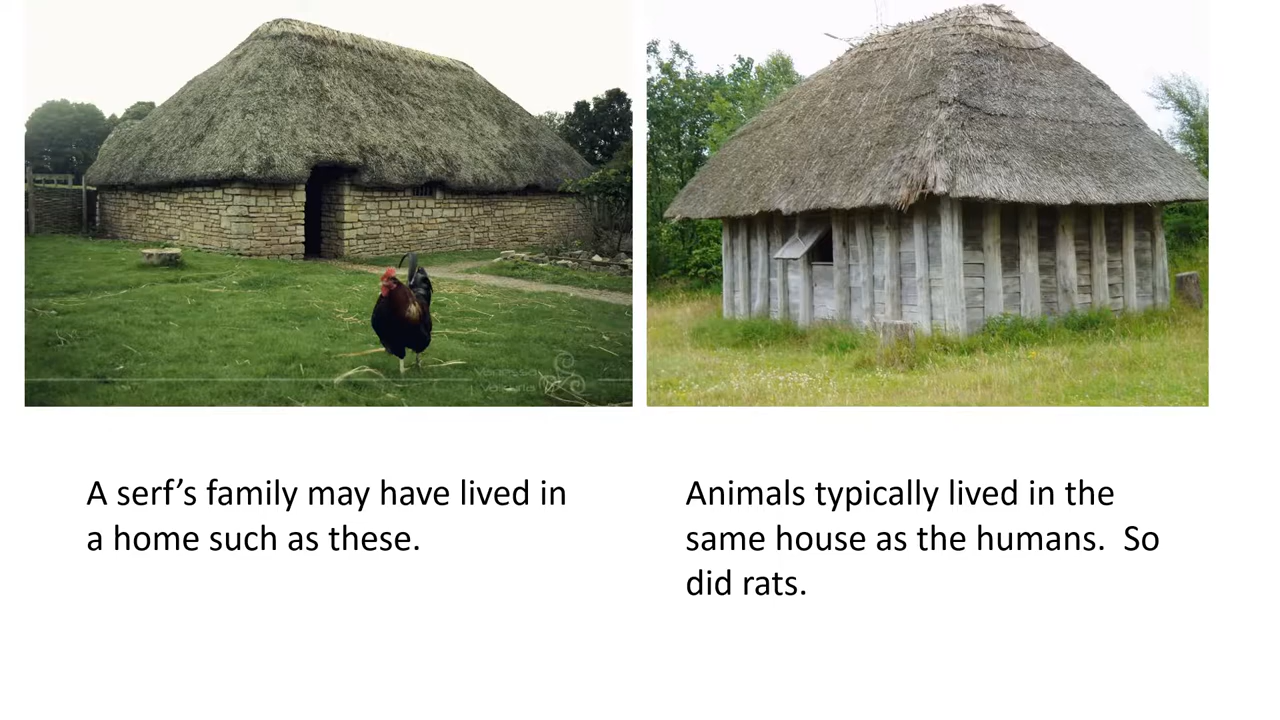 A serf’s family may have lived in
a home such as these.
Animals typically lived in the
same house as the humans.  So
did rats.